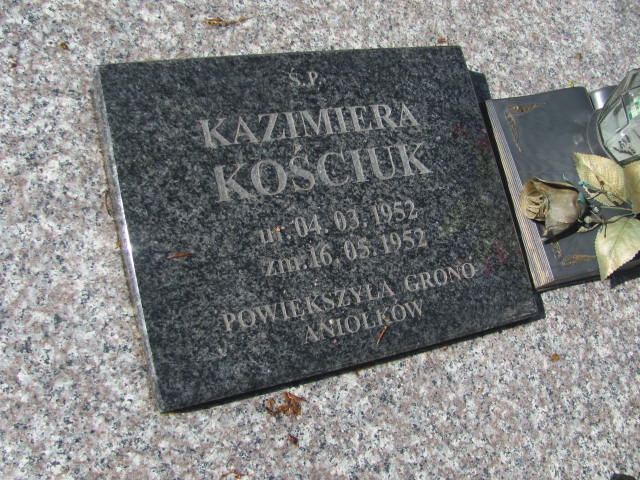 Ś.P.
KAZIMIERA
KOŚCIUK
ur. 04. 03. 1952
zm. 16. 05. 1952
POWIĘKSZYŁA GRONO
ANIOŁKÓW